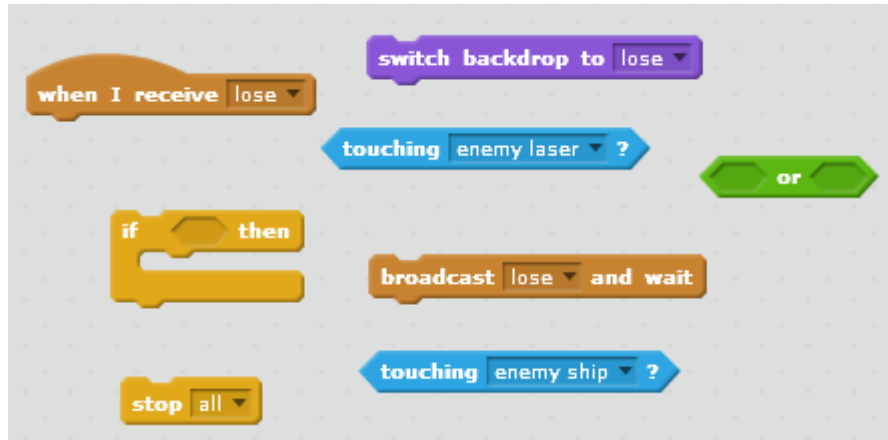 when I receive lose
switch backdrop to lose
touching enemy laser ?
or
if then
broadcast lose and wait
touching enemy ship ?
stop all